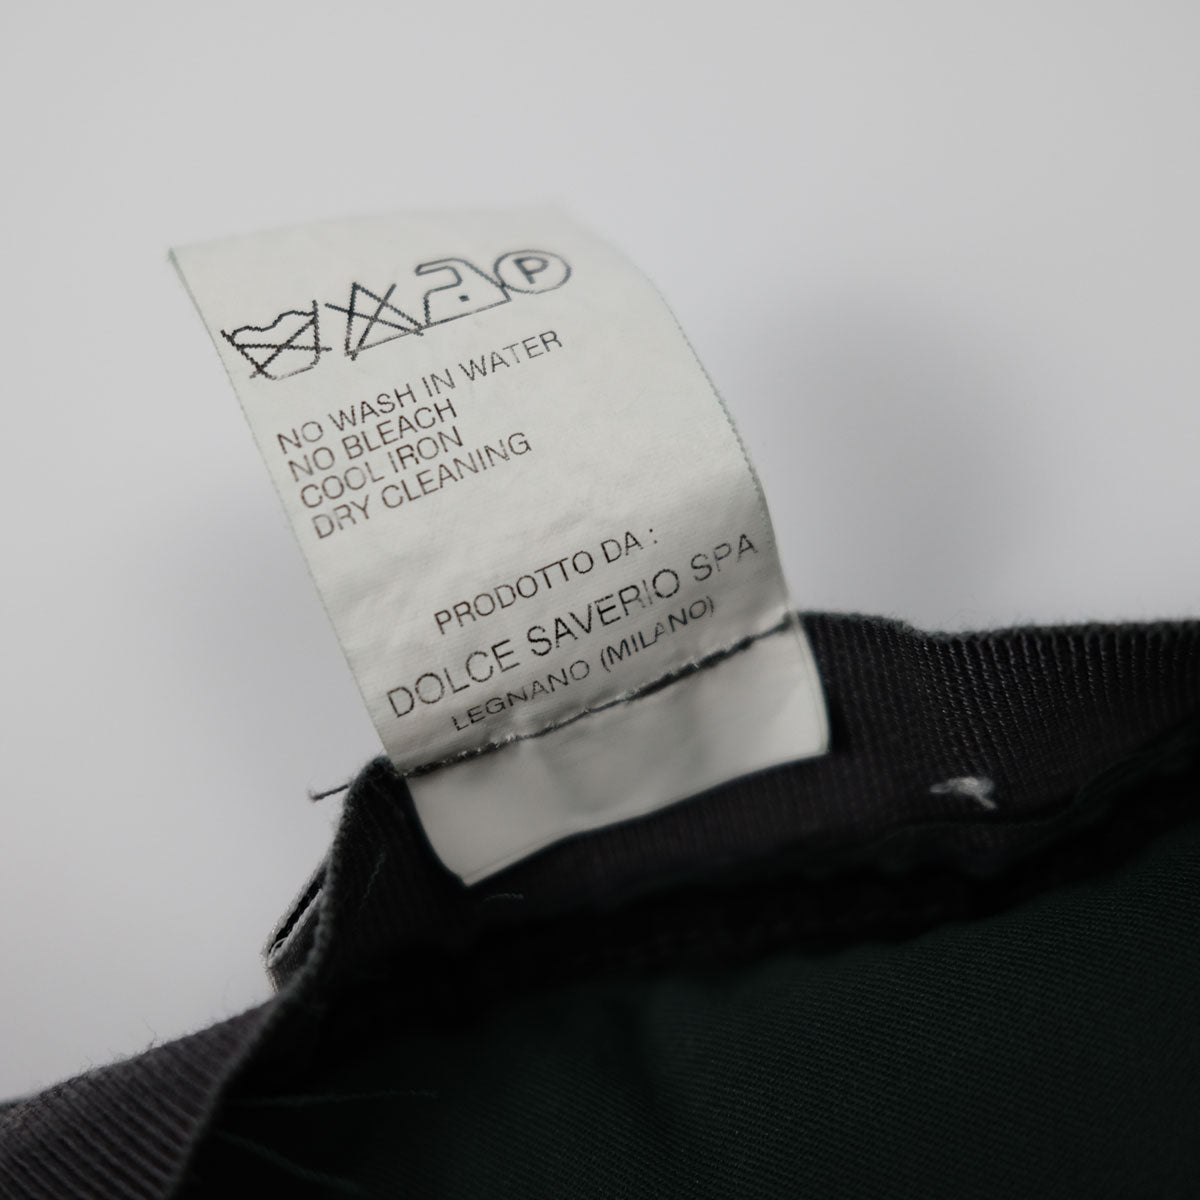 P
NO WASH IN WATER
NO BLEACH
COOL IRON
DRY CLEANING
PRODOTTO DA :
DOLCE SAVERIO SPA
LEGNANO (MILANO)